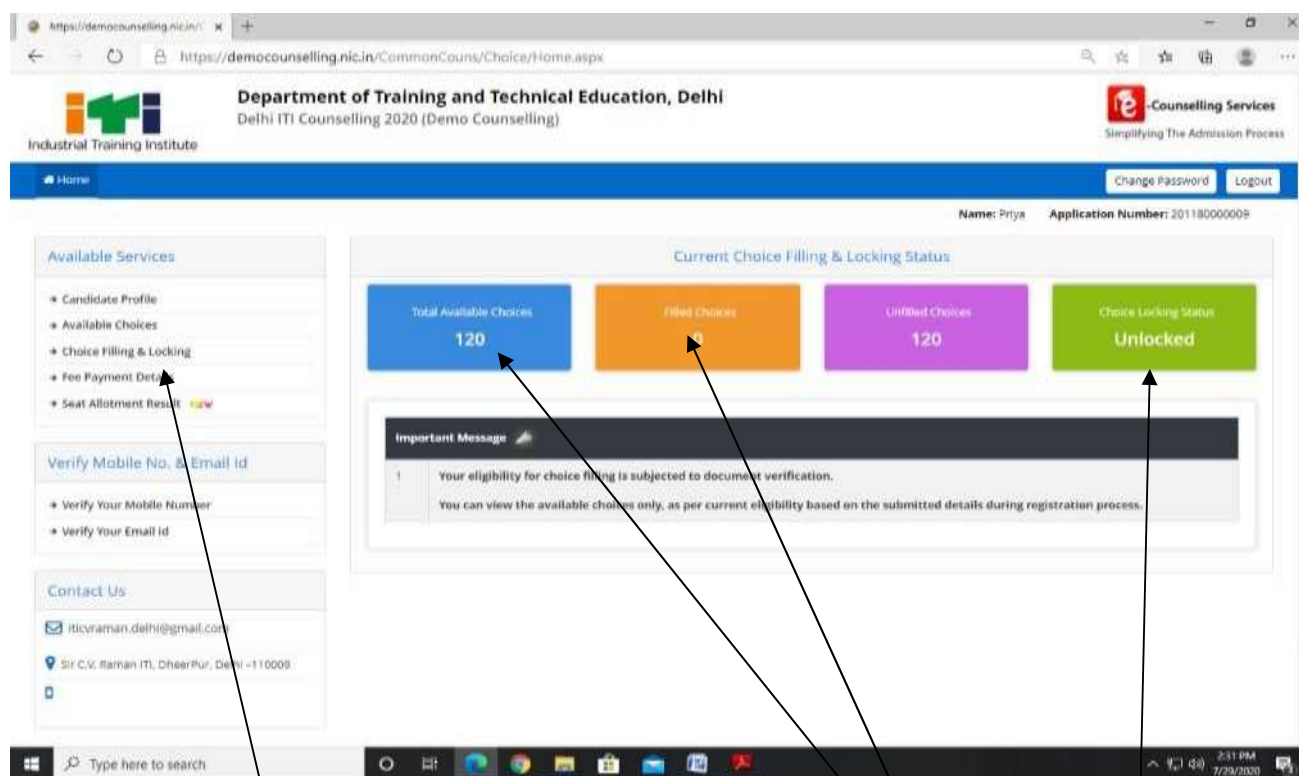 https://democounselling.nic.in/
https://democounselling.nic.in/CommonCouns/Choice/Home.aspx
Industrial Training Institute
Department of Training and Technical Education, Delhi
Delhi ITI Counselling 2020 (Demo Counselling)
e -Counselling Services
Simplifying The Admission Process
Home
Change Password
Logout
Name: Priya
Application Number: 201180000009
Available Services
Candidate Profile
Available Choices
Choice Filling & Locking
Fee Payment Details
Seat Allotment Result new
Verify Mobile No. & Email Id
Verify Your Mobile Number
Verify Your Email Id
Contact Us
iticvraman.delhi@gmail.com
Sir C.V. Raman ITI, DheerPur, Delhi -110009
Current Choice Filling & Locking Status
Total Available Choices
120
Filled Choices
0
Unfilled Choices
120
Choice Locking Status
Unlocked
Important Message
1 Your eligibility for choice filling is subjected to document verification.
You can view the available choices only, as per current eligibility based on the submitted details during registration process.
Type here to search
2:31 PM
7/29/2020